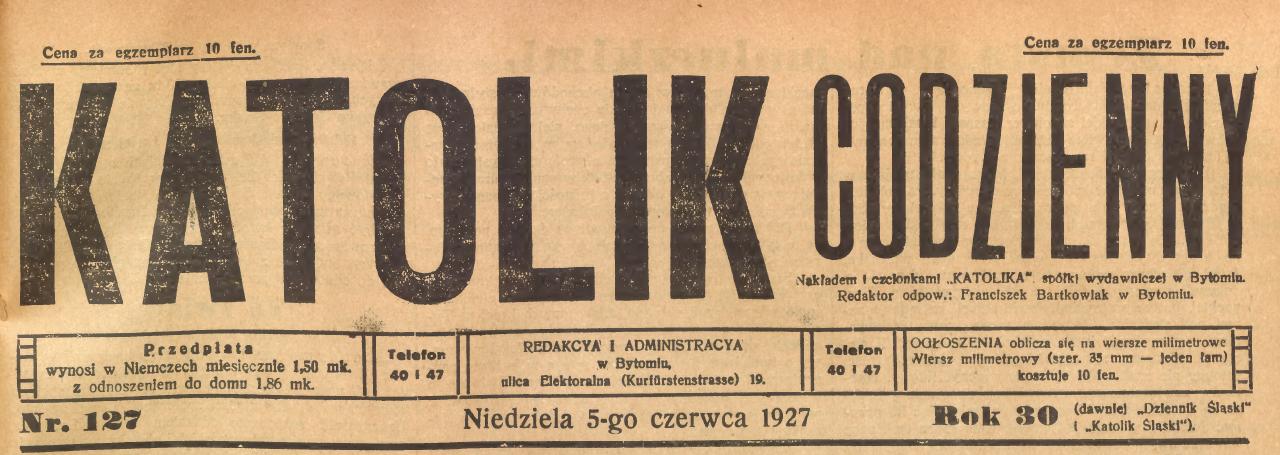 Cena za egzemplarz 10 fen.
Cena za egzemplarz 10 fen.
KATOLIK CODZIENNY
Nakładem i czcionkami „KATOLIKA“, spółki wydawniczej w Bytomiu.
Redaktor odpow.: Franciszek Bartkowiak w Bytomiu.
Przedpłata
wynosi w Niemczech miesięcznie 1,50 mk.
z odnoszeniem do domu 1,86 mk.
Telefon
40 i 47
REDAKCYA I ADMINISTRACYA
w Bytomiu,
ulica Elektoralna (Kurfürstenstrasse) 19.
Telefon
40 i 47
OGŁOSZENIA oblicza się na wiersze milimetrowe
Wiersz milimetrowy (szer. 35 mm — jeden łam)
kosztuje 10 fen.
Nr. 127
Niedziela 5-go czerwca 1927
Rok 30
(dawniej „Dziennik Śląski“
i „Katolik Śląski“).